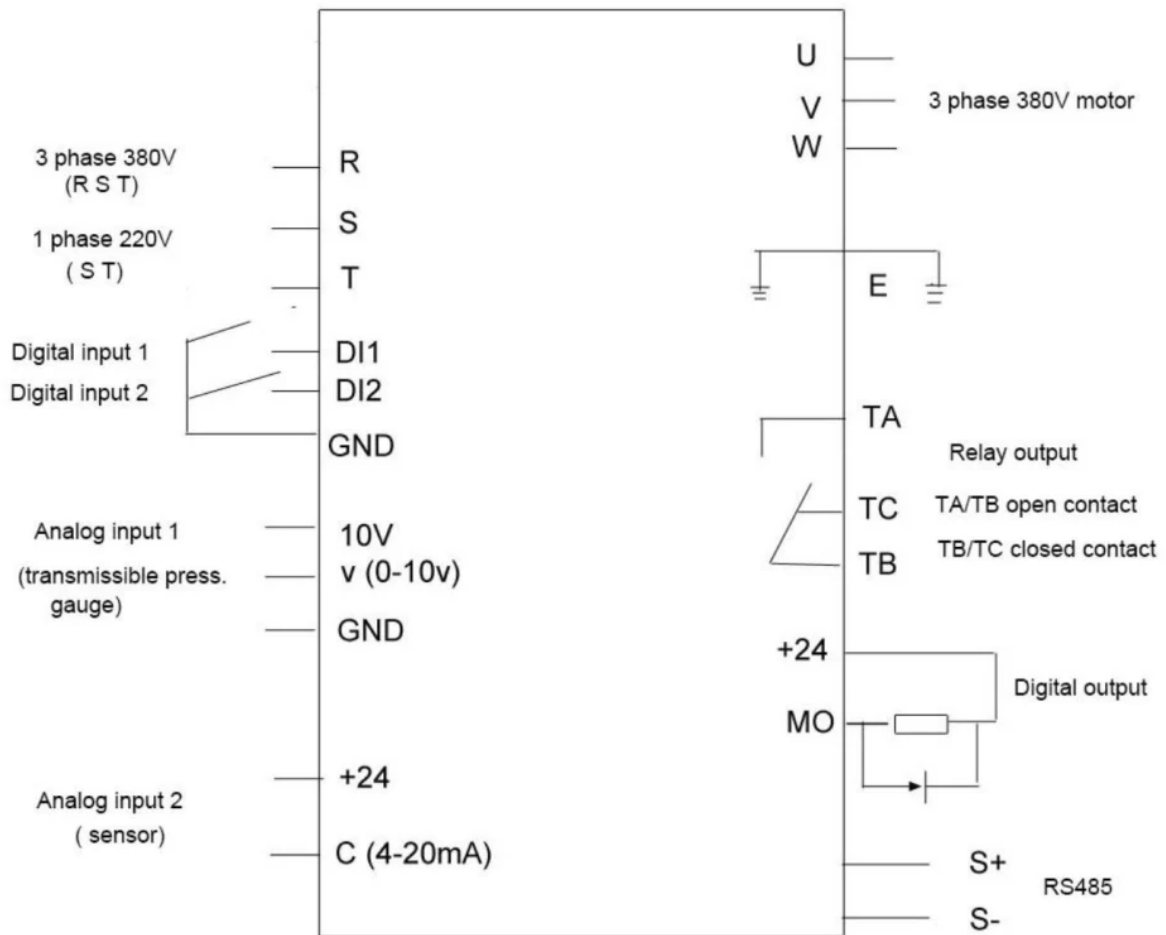 3 phase 380V
(R S T)
1 phase 220V
( S T)
Digital input 1
Digital input 2
Analog input 1
(transmissible press.
gauge)
Analog input 2
( sensor)
R
S
T
DI1
DI2
GND
10V
v (0-10v)
GND
+24
C (4-20mA)
U
V
W
3 phase 380V motor
E
TA
TC
TB
Relay output
TA/TB open contact
TB/TC closed contact
+24
MO
Digital output
S+
S-
RS485